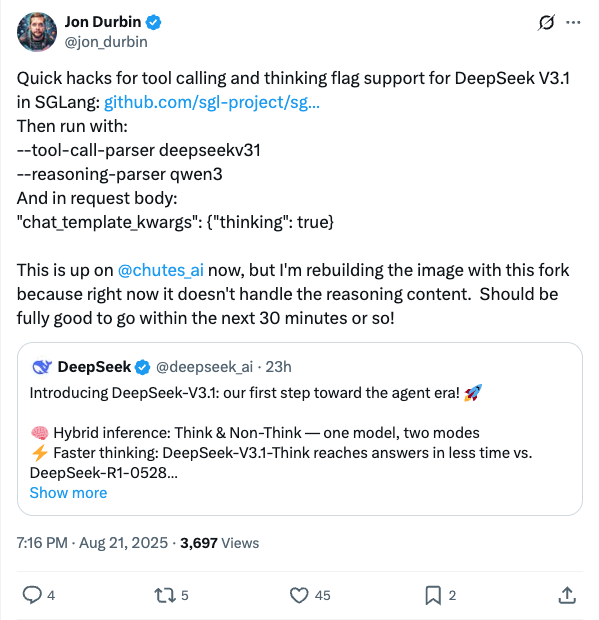 Jon Durbin
@jon_durbin
Quick hacks for tool calling and thinking flag support for DeepSeek V3.1
in SGLang: github.com/sgl-project/sg...
Then run with:
--tool-call-parser deepseekv31
--reasoning-parser qwen3
And in request body:
"chat_template_kwargs": {"thinking": true}
This is up on @chutes_ai now, but I'm rebuilding the image with this fork
because right now it doesn't handle the reasoning content.  Should be
fully good to go within the next 30 minutes or so!
DeepSeek @deepseek_ai · 23h
Introducing DeepSeek-V3.1: our first step toward the agent era! 🚀
🧠 Hybrid inference: Think & Non-Think — one model, two modes
⚡ Faster thinking: DeepSeek-V3.1-Think reaches answers in less time vs.
DeepSeek-R1-0528...
Show more
7:16 PM · Aug 21, 2025 · 3,697 Views
4 5 45 2